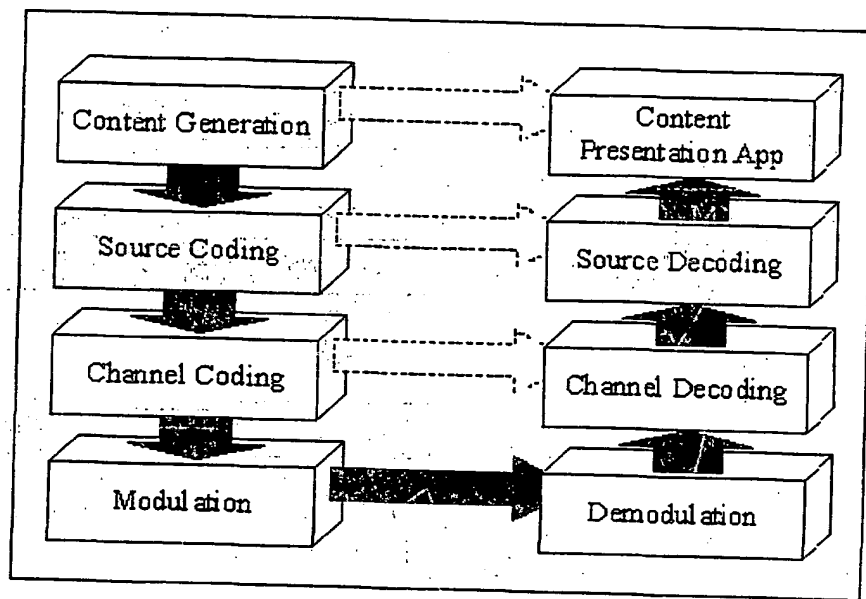 Content Generation
Content
Presentation App
Source Coding
Source Decoding
Channel Coding
Channel Decoding
Modulation
Demodulation